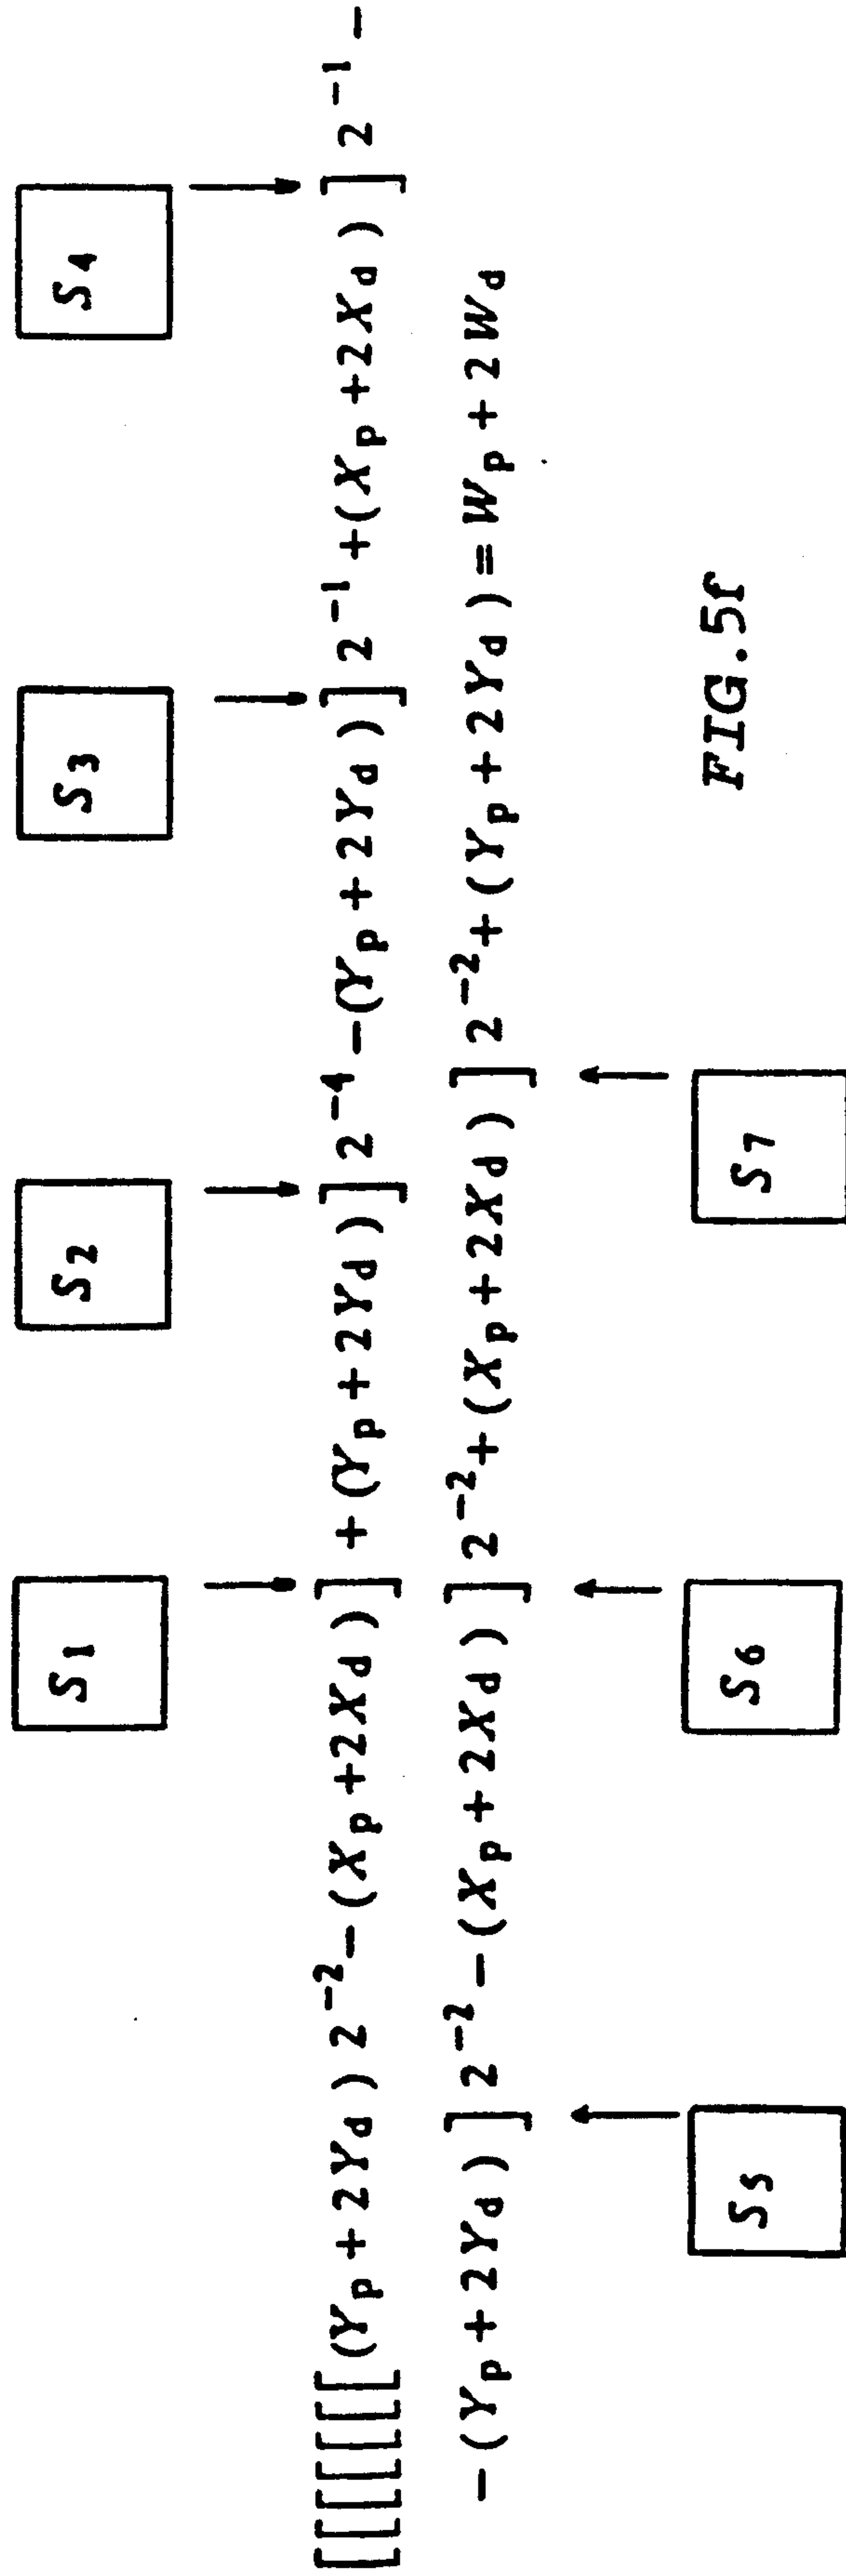 S1 S2 S3 S4
[[[[[[[(Yp+2Yd)2^-2-(Xp+2Xd)]+(Yp+2Yd)]2^-4-(Yp+2Yd)]2^-1+(Xp+2Xd)]2^-1-
-(Yp+2Yd)]2^-2-(Xp+2Xd)]2^-2+(Xp+2Xd)]2^-2+(Yp+2Yd)=Wp+2Wd
S5 S6 S7
FIG.5f